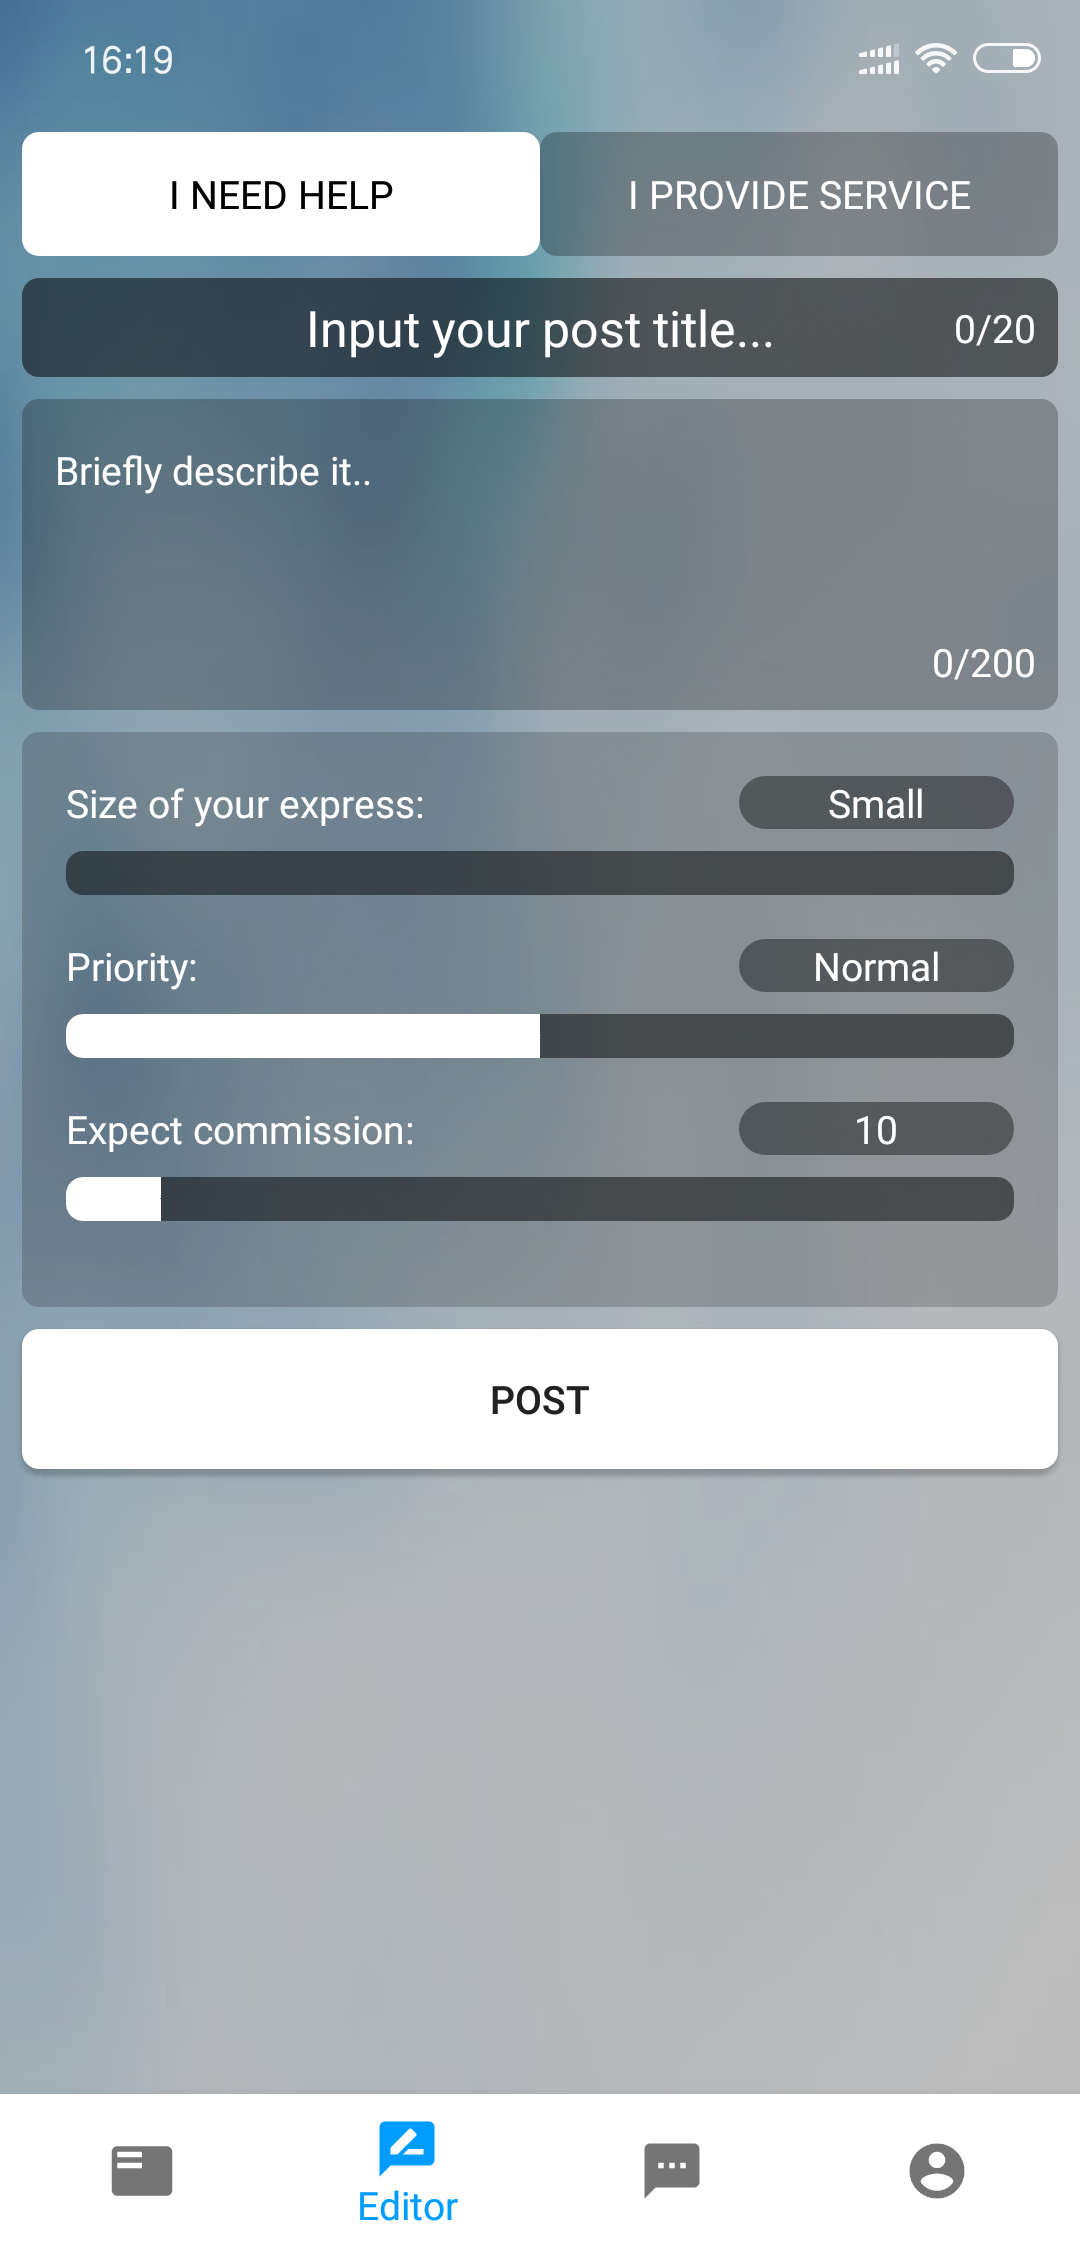 16:19
I NEED HELP
I PROVIDE SERVICE
Input your post title...
0/20
Briefly describe it..
0/200
Size of your express:
Small
Priority:
Normal
Expect commission:
10
POST
Editor